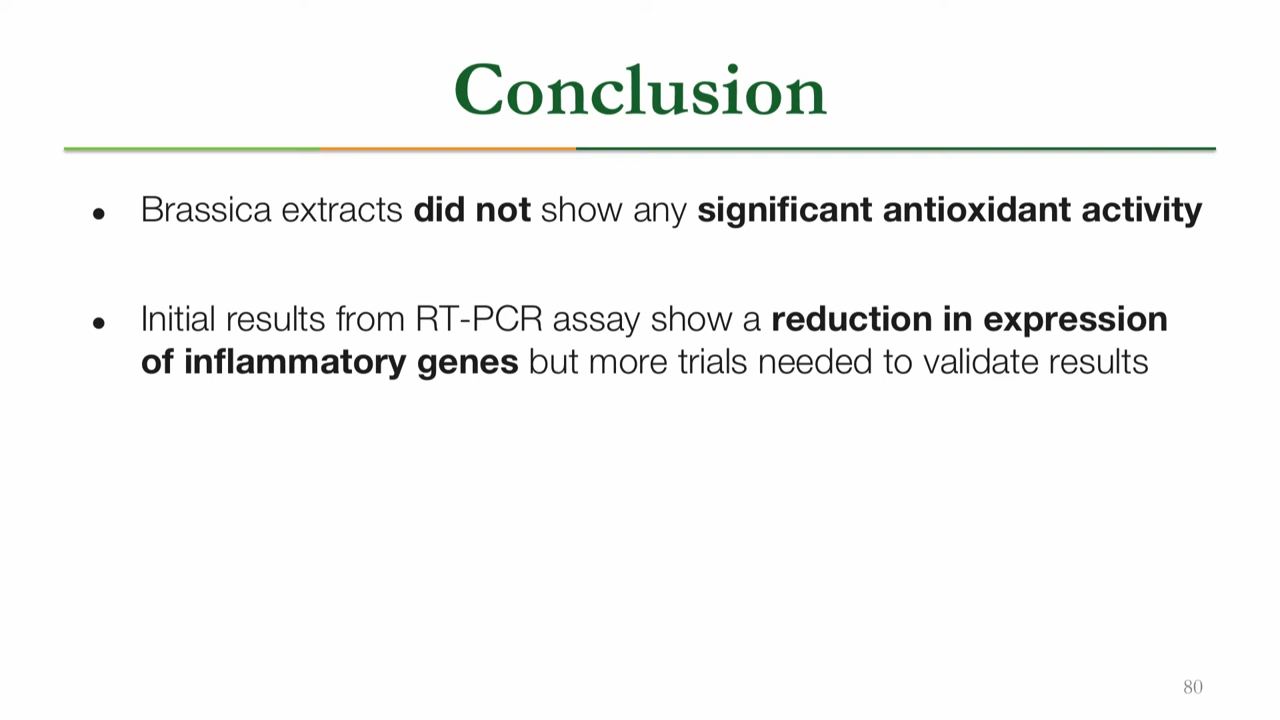 Conclusion
● Brassica extracts did not show any significant antioxidant activity
● Initial results from RT-PCR assay show a reduction in expression
of inflammatory genes but more trials needed to validate results
80